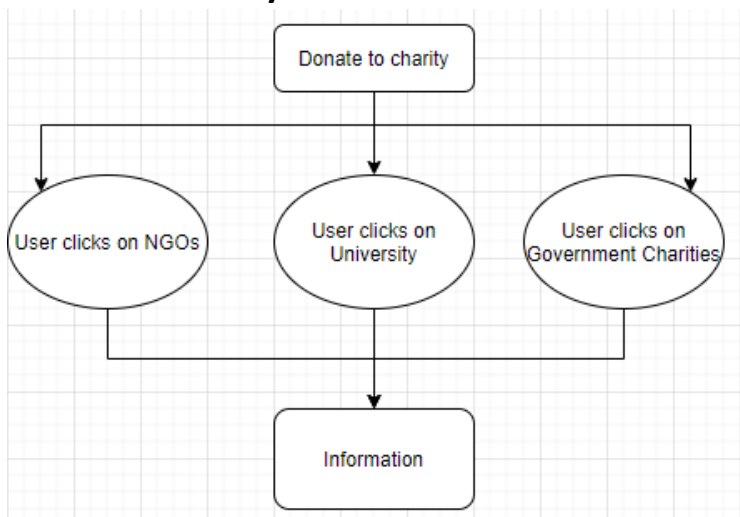 Donate to charity
User clicks on NGOs
User clicks on
University
User clicks on
Government Charities
Information